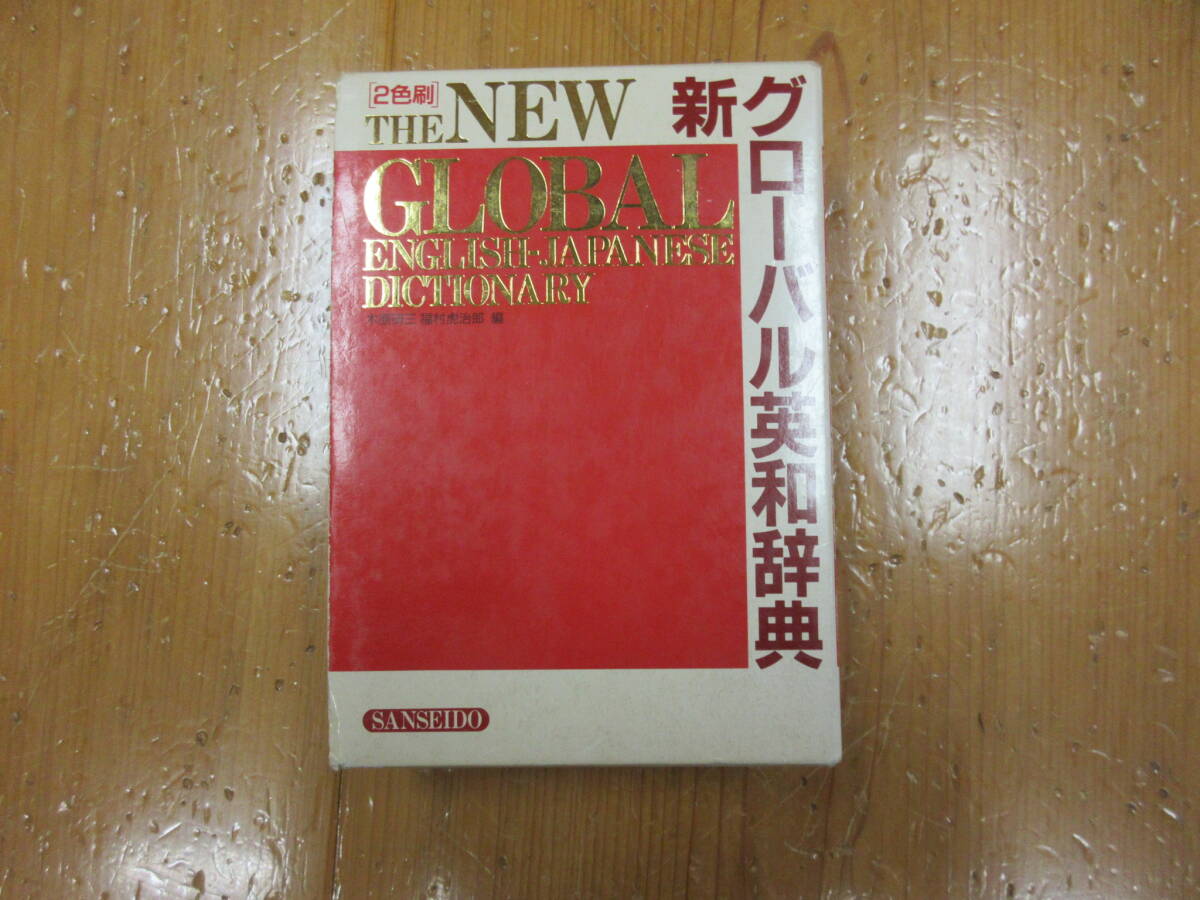 [2色刷]
THE NEW
GLOBAL
ENGLISH-JAPANESE
DICTIONARY
木原研三 福村虎治郎 編
新グローバル英和辞典
SANSEIDO